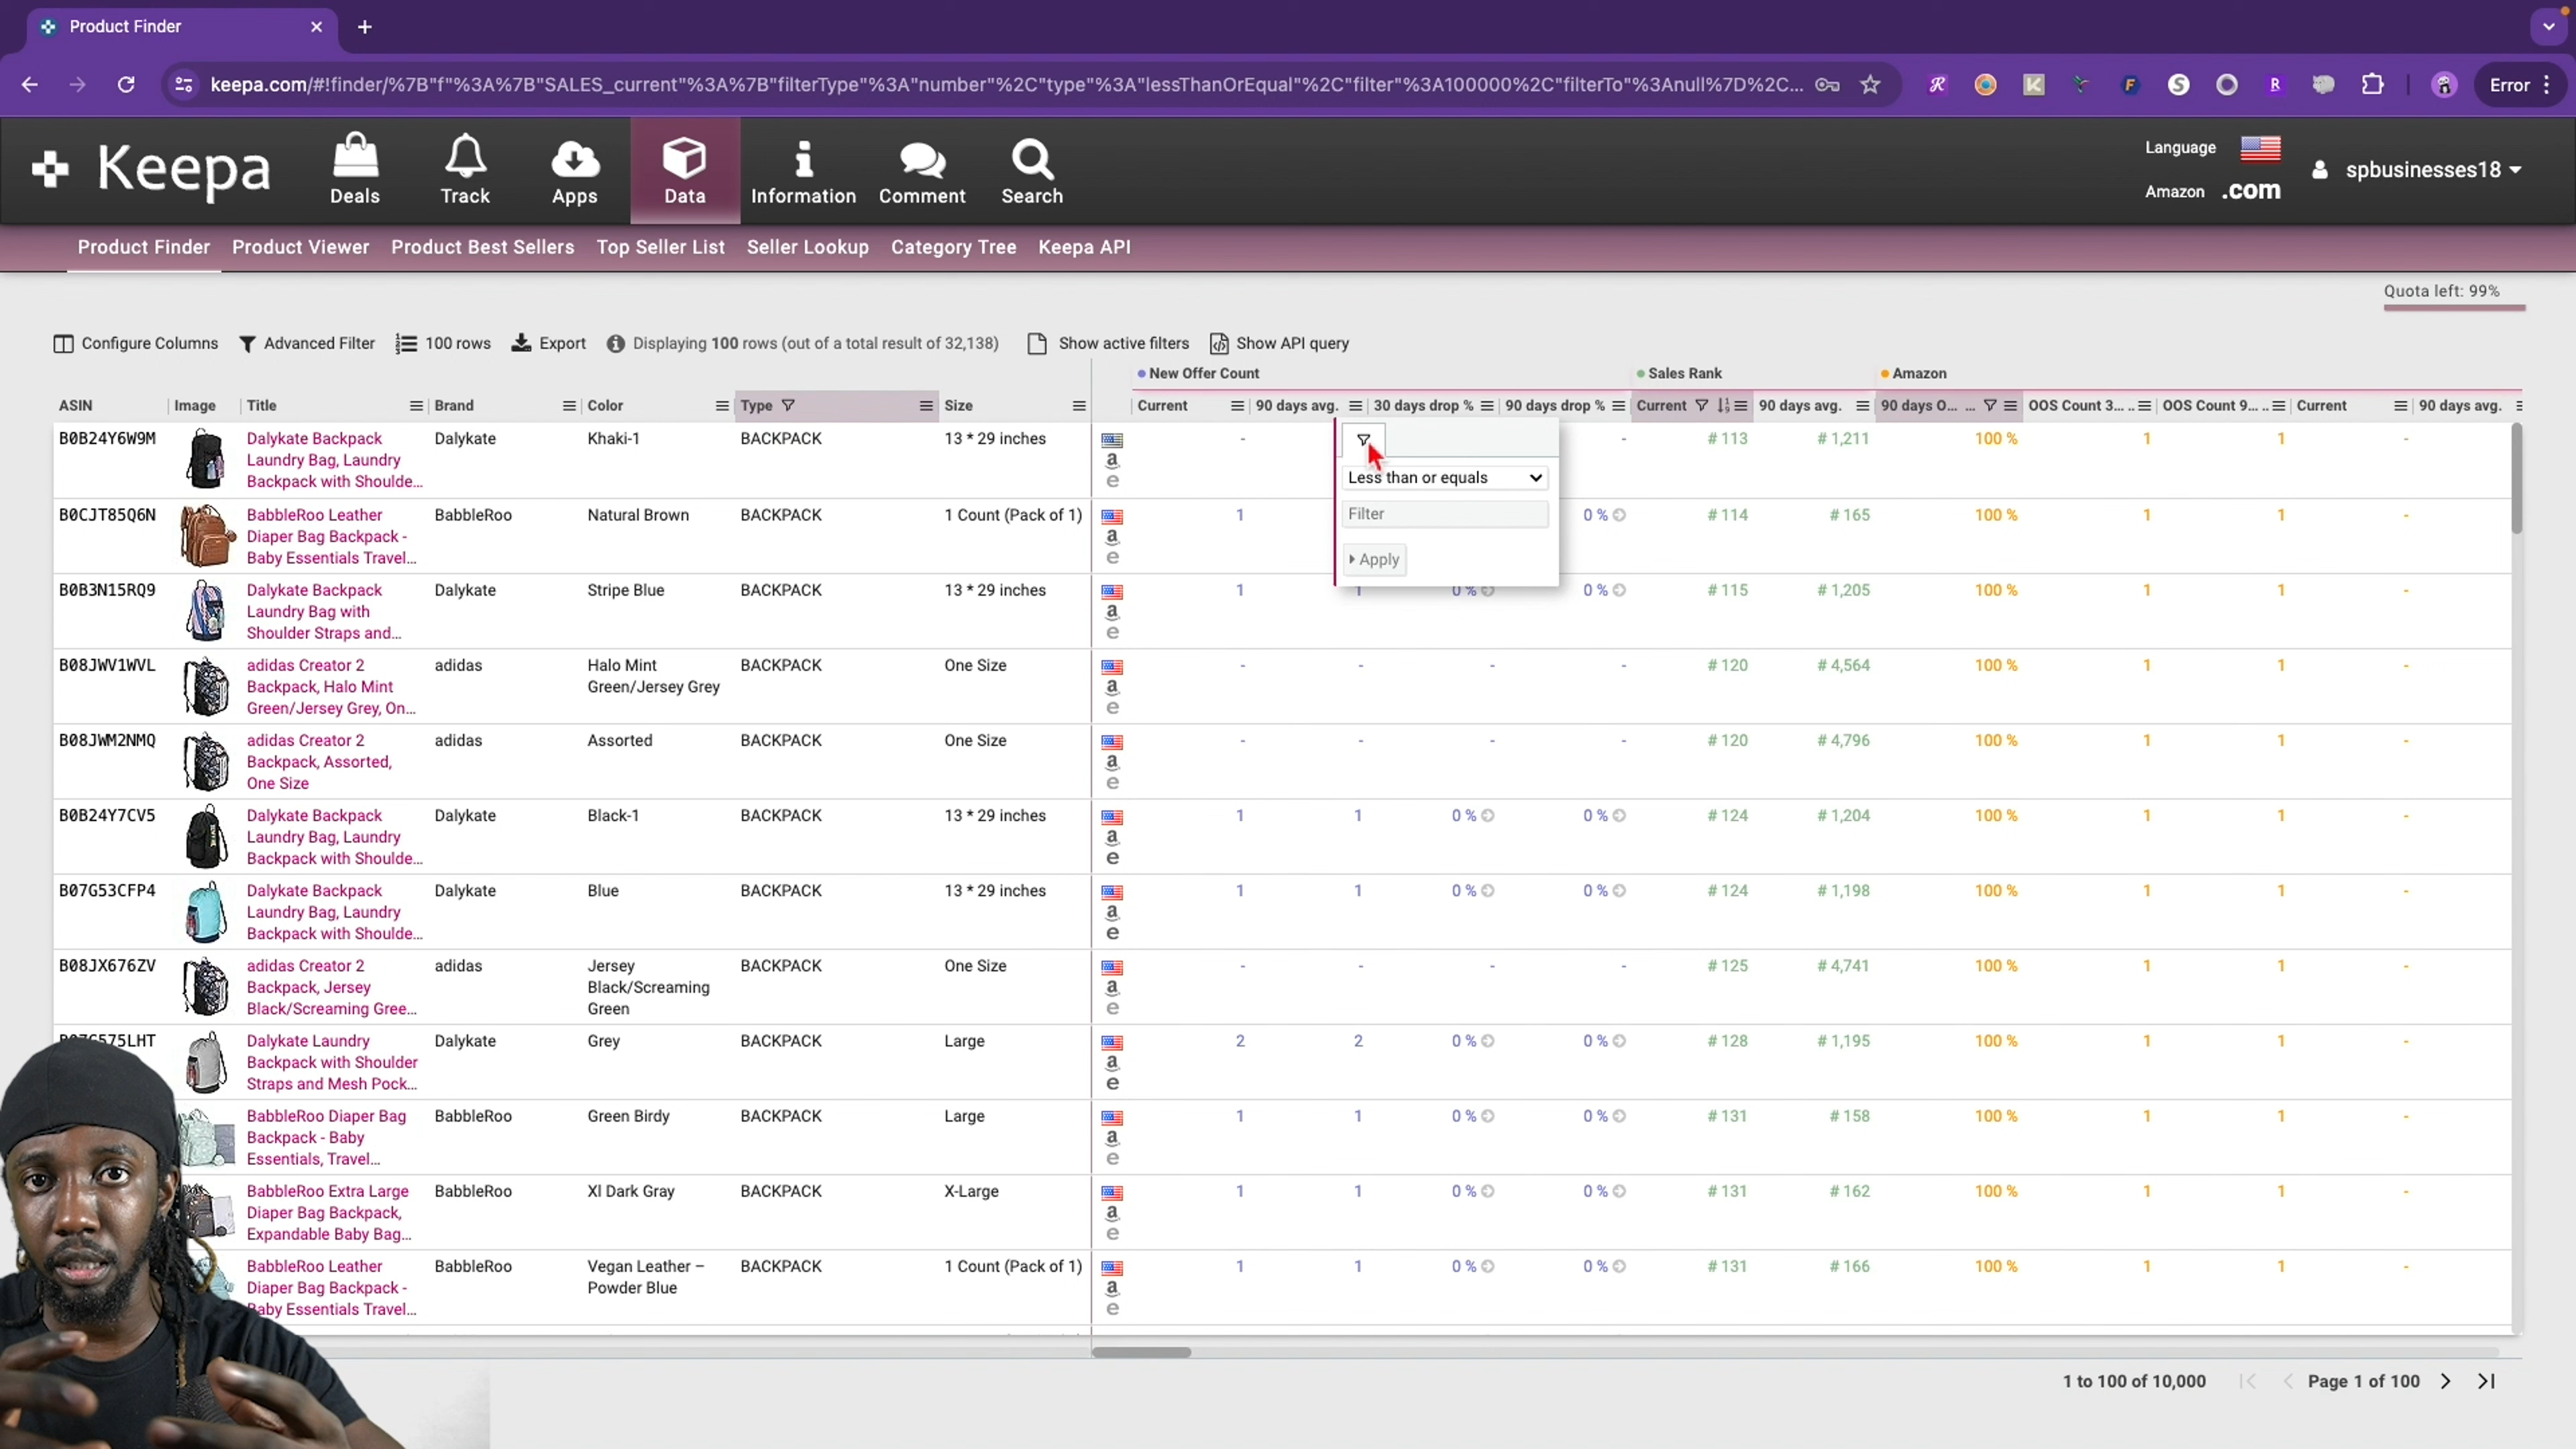 Product Finder
keepa.com/#!finder/%7B"f"%3A%7B"SALES_current"%3A%7B"filterType"%3A"number"%2C"type"%3A"lessThanOrEqual"%2C"filter"%3A100000%2C"filterTo"%3Anull%7D%2C...
Error
Keepa
Deals
Track
Apps
Data
Information
Comment
Search
Language
Amazon .com
spbusinesses18
Product Finder Product Viewer Product Best Sellers Top Seller List Seller Lookup Category Tree Keepa API
Quota left: 99%
Configure Columns Advanced Filter 100 rows Export Displaying 100 rows (out of a total result of 32,138) Show active filters Show API query
New Offer Count Sales Rank Amazon
ASIN Image Title Brand Color Type Size Current 90 days avg. 30 days drop % 90 days drop % Current 90 days avg. 90 days O... ... OOS Count 3... .. OOS Count 9... .. Current 90 days avg.
B0B24Y6W9M Dalykate Backpack Dalykate Khaki-1 BACKPACK 13 * 29 inches - - # 113 # 1,211 100 % 1 1 -
Laundry Bag, Laundry
Backpack with Shoulde...
Less than or equals
Filter
Apply
B0CJT85Q6N BabbleRoo Leather BabbleRoo Natural Brown BACKPACK 1 Count (Pack of 1) 1 0 % # 114 # 165 100 % 1 1 -
Diaper Bag Backpack -
Baby Essentials Travel...
B0B3N15RQ9 Dalykate Backpack Dalykate Stripe Blue BACKPACK 13 * 29 inches 1 1 0 % 0 % # 115 # 1,205 100 % 1 1 -
Laundry Bag with
Shoulder Straps and...
B08JWV1WVL adidas Creator 2 adidas Halo Mint BACKPACK One Size - - - - # 120 # 4,564 100 % 1 1 -
Backpack, Halo Mint Green/Jersey Grey
Green/Jersey Grey, On...
B08JWM2NMQ adidas Creator 2 adidas Assorted BACKPACK One Size - - - - # 120 # 4,796 100 % 1 1 -
Backpack, Assorted,
One Size
B0B24Y7CV5 Dalykate Backpack Dalykate Black-1 BACKPACK 13 * 29 inches 1 1 0 % 0 % # 124 # 1,204 100 % 1 1 -
Laundry Bag, Laundry
Backpack with Shoulde...
B07G53CFP4 Dalykate Backpack Dalykate Blue BACKPACK 13 * 29 inches 1 1 0 % 0 % # 124 # 1,198 100 % 1 1 -
Laundry Bag, Laundry
Backpack with Shoulde...
B08JX676ZV adidas Creator 2 adidas Jersey BACKPACK One Size - - - - # 125 # 4,741 100 % 1 1 -
Backpack, Jersey Black/Screaming
Black/Screaming Gree... Green
Dalykate Laundry Dalykate Grey BACKPACK Large 2 2 0 % 0 % # 128 # 1,195 100 % 1 1 -
Backpack with Shoulder
Straps and Mesh Pock...
BabbleRoo Diaper Bag BabbleRoo Green Birdy BACKPACK Large 1 1 0 % 0 % # 131 # 158 100 % 1 1 -
Backpack - Baby
Essentials, Travel...
BabbleRoo Extra Large BabbleRoo Xl Dark Gray BACKPACK X-Large 1 1 0 % 0 % # 131 # 162 100 % 1 1 -
Diaper Bag Backpack,
Expandable Baby Bag...
BabbleRoo Leather BabbleRoo Vegan Leather – BACKPACK 1 Count (Pack of 1) 1 1 0 % 0 % # 131 # 166 100 % 1 1 -
Diaper Bag Backpack - Powder Blue
Baby Essentials Travel...
1 to 100 of 10,000 Page 1 of 100